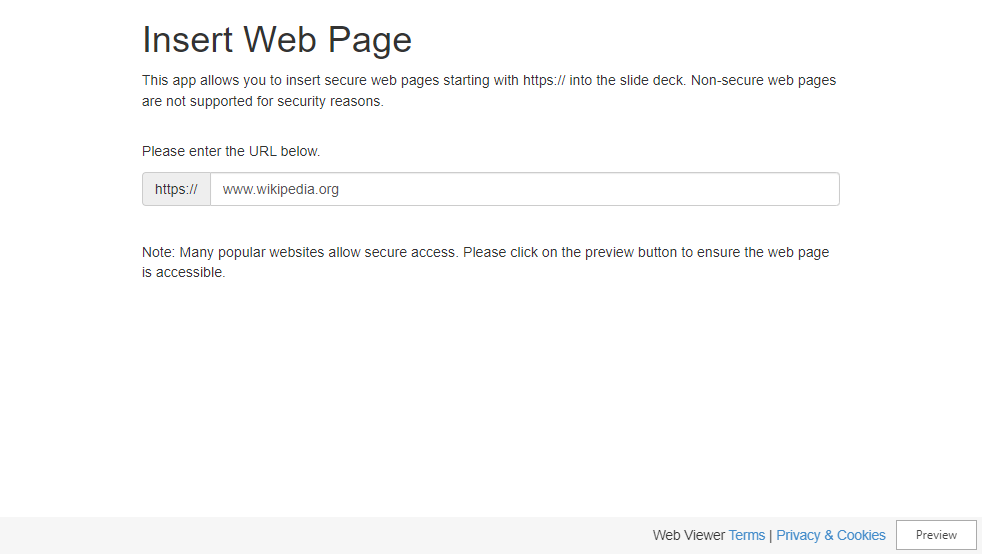 Insert Web Page
This app allows you to insert secure web pages starting with https:// into the slide deck. Non-secure web pages
are not supported for security reasons.
Please enter the URL below.
https:// www.wikipedia.org
Note: Many popular websites allow secure access. Please click on the preview button to ensure the web page
is accessible.
Web Viewer Terms | Privacy & Cookies Preview